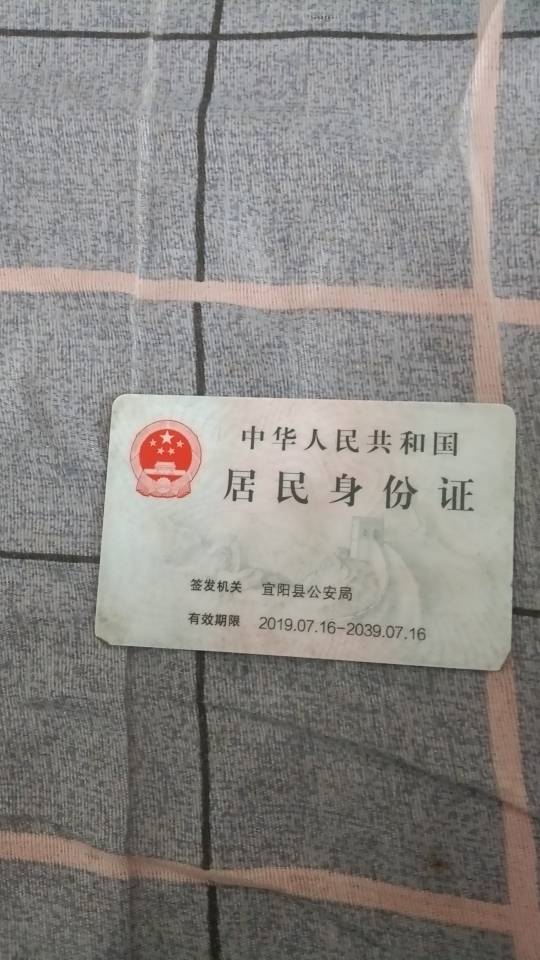 中华人民共和国
居民身份证
签发机关 宜阳县公安局
有效期限 2019.07.16-2039.07.16